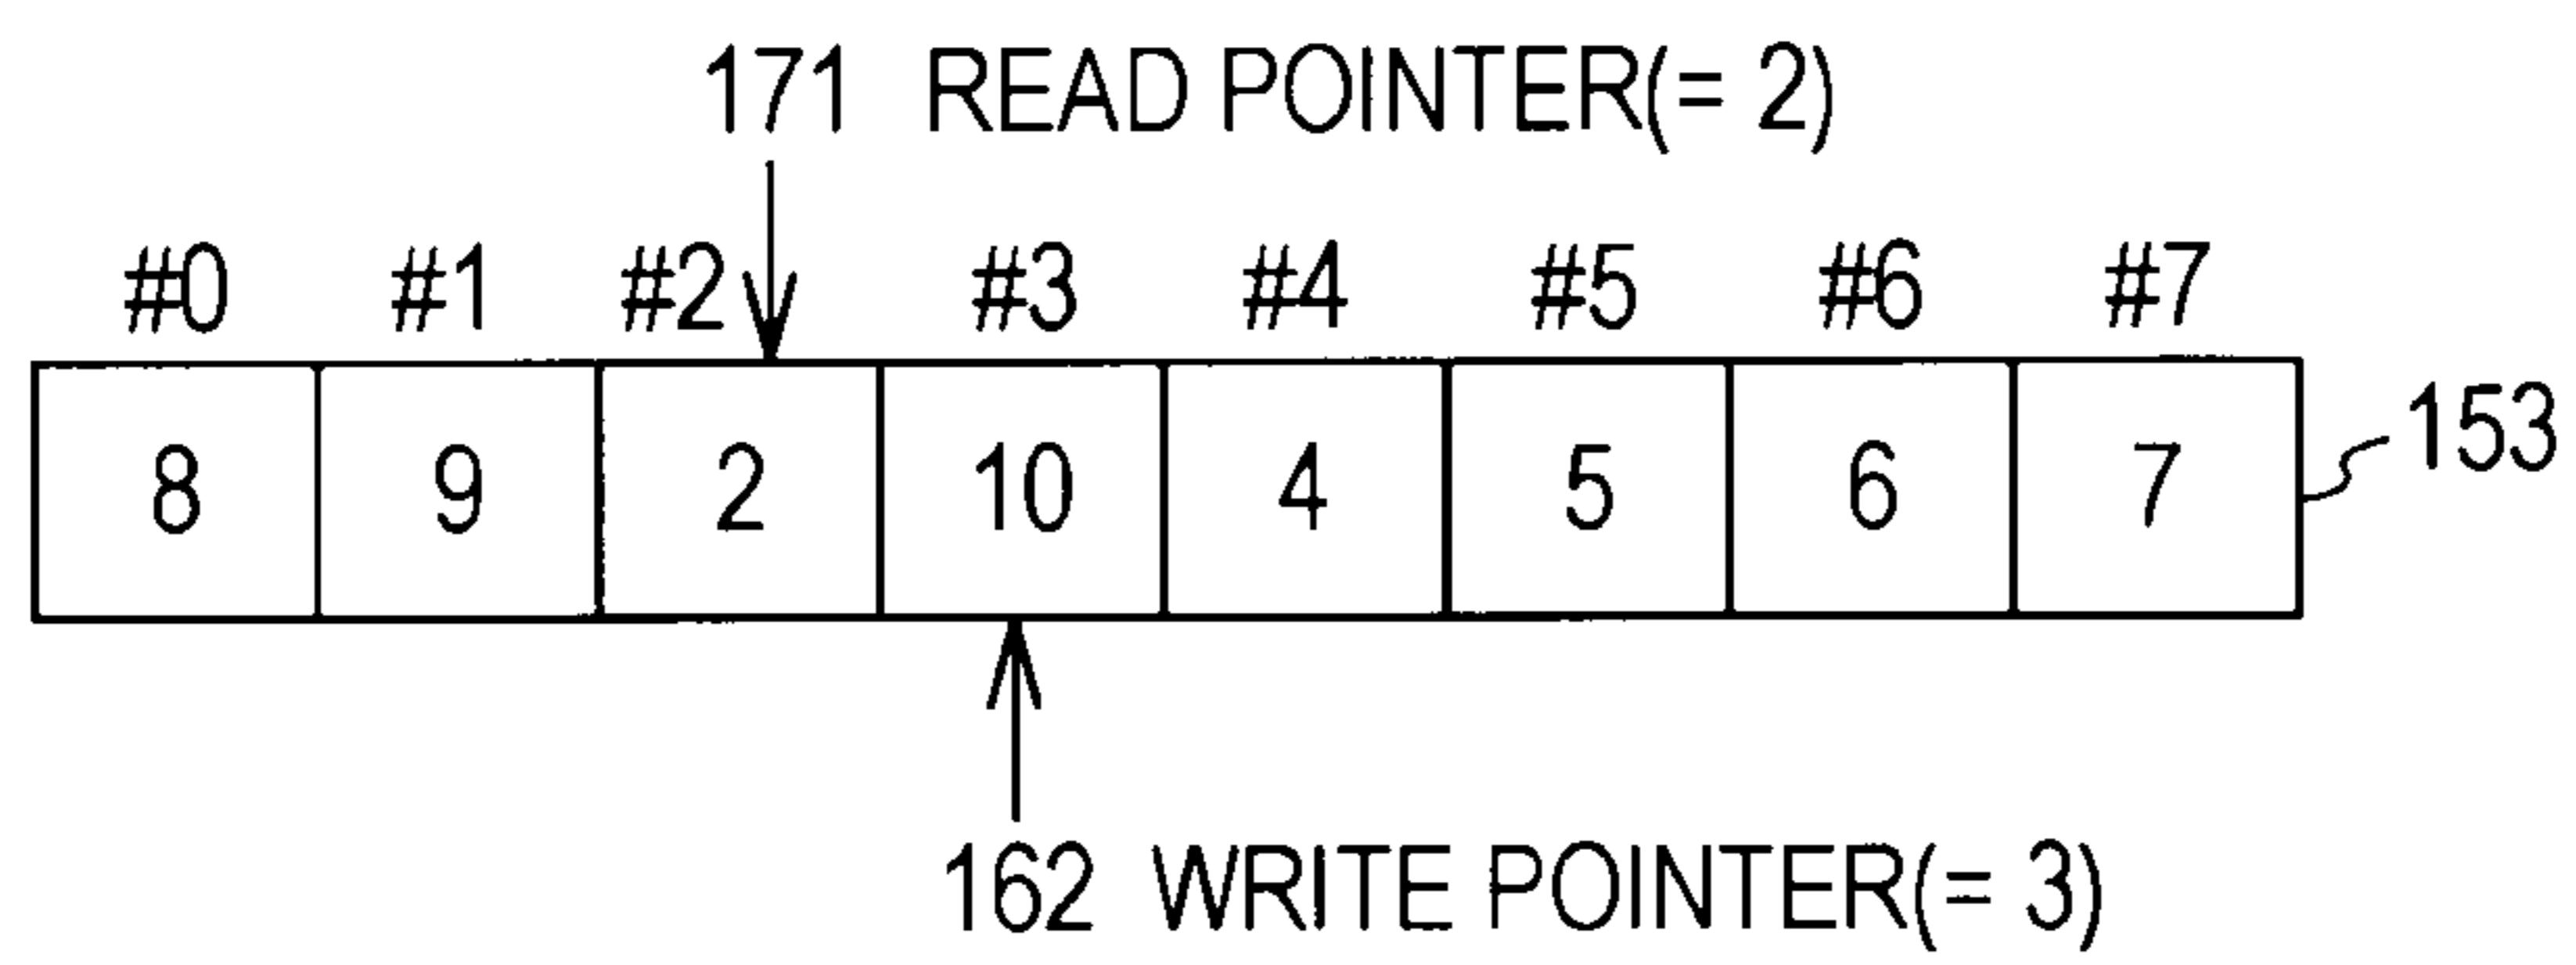 171 READ POINTER(= 2)
#0 #1 #2 #3 #4 #5 #6 #7
8 9 2 10 4 5 6 7
153
162 WRITE POINTER(= 3)